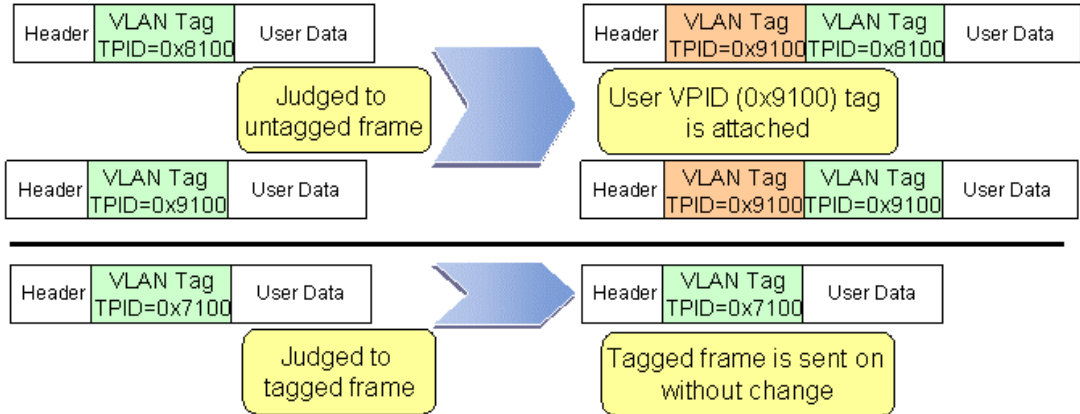 Header VLAN Tag TPID=0x8100 User Data
Header VLAN Tag TPID=0x9100 VLAN Tag TPID=0x8100 User Data
Judged to
untagged frame
User VPID (0x9100) tag
is attached
Header VLAN Tag TPID=0x9100 User Data
Header VLAN Tag TPID=0x9100 VLAN Tag TPID=0x9100 User Data
Header VLAN Tag TPID=0x7100 User Data
Header VLAN Tag TPID=0x7100 User Data
Judged to
tagged frame
Tagged frame is sent on
without change